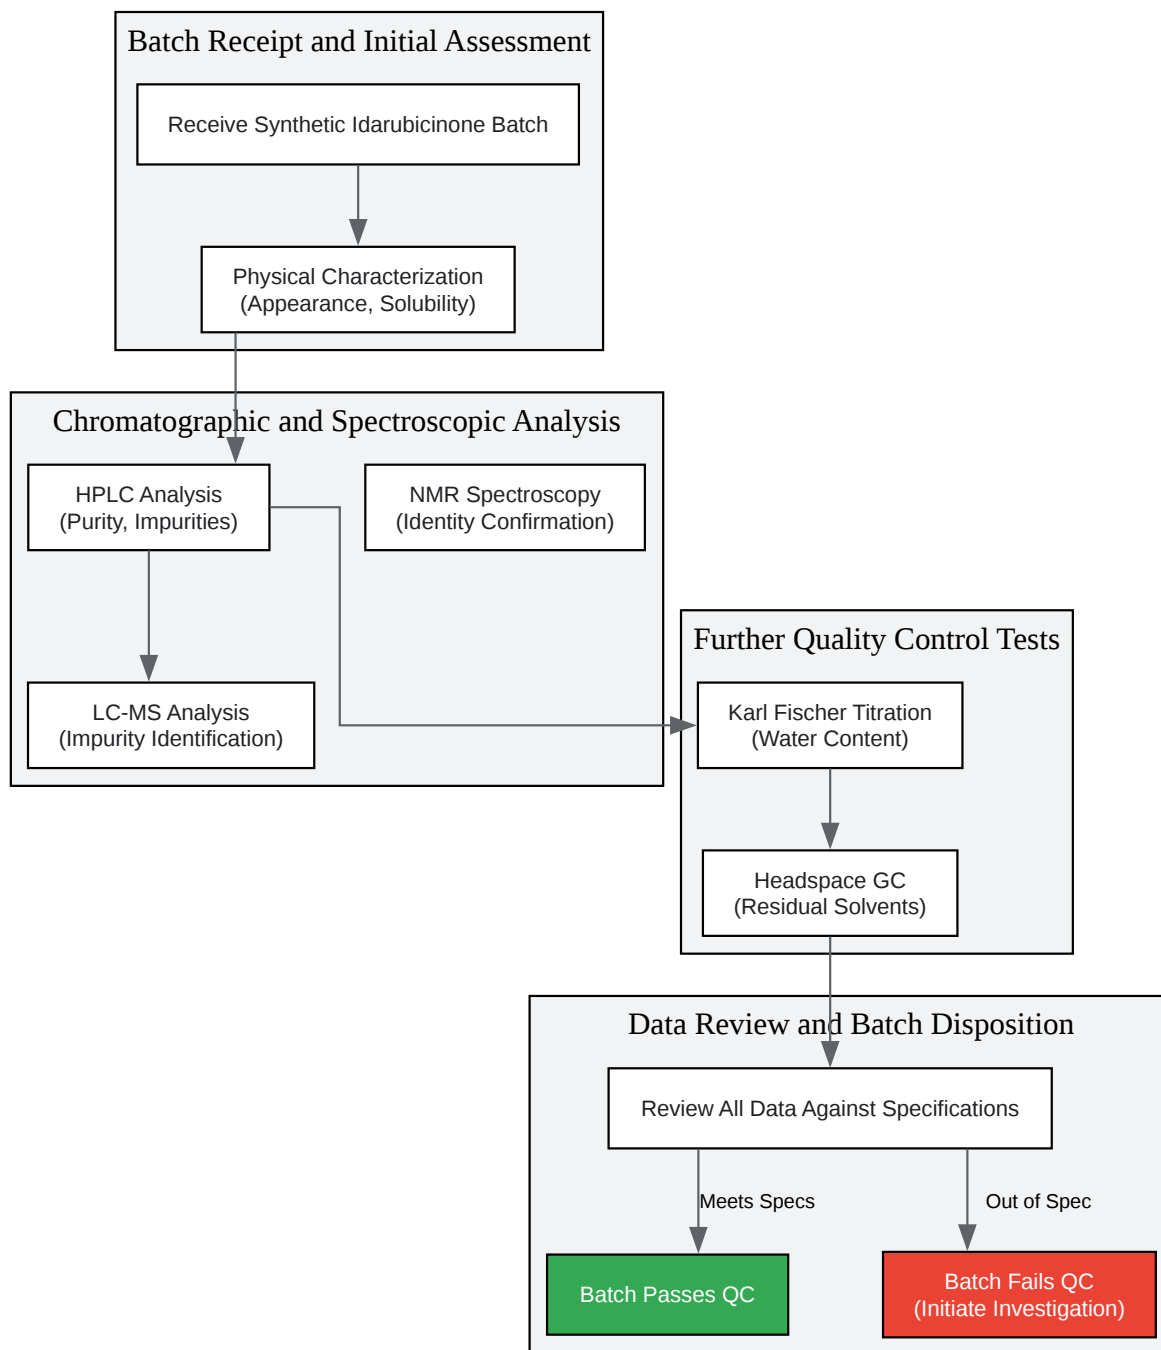 Batch Receipt and Initial Assessment
Receive Synthetic Idarubicinone Batch
Physical Characterization
(Appearance, Solubility)
Chromatographic and Spectroscopic Analysis
HPLC Analysis
(Purity, Impurities)
NMR Spectroscopy
(Identity Confirmation)
LC-MS Analysis
(Impurity Identification)
Further Quality Control Tests
Karl Fischer Titration
(Water Content)
Headspace GC
(Residual Solvents)
Data Review and Batch Disposition
Review All Data Against Specifications
Meets Specs
Out of Spec
Batch Passes QC
Batch Fails QC
(Initiate Investigation)